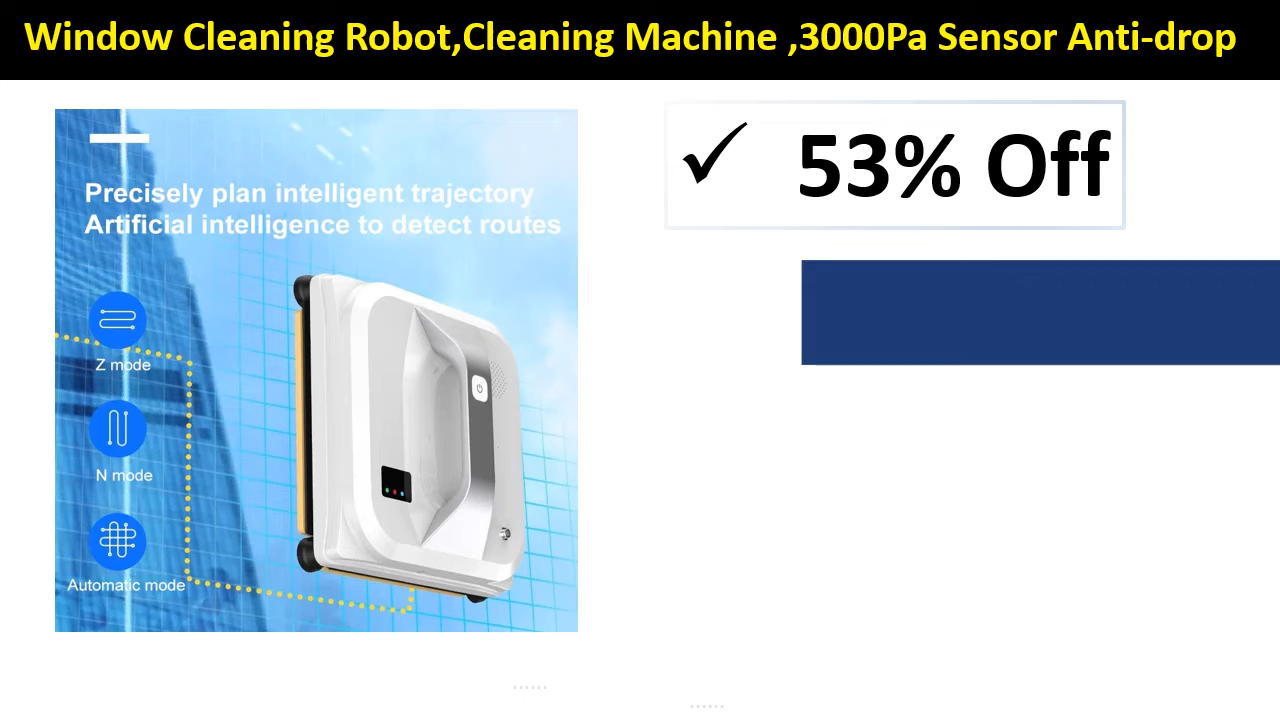 Window Cleaning Robot,Cleaning Machine ,3000Pa Sensor Anti-drop
✓ 53% Off
Precisely plan intelligent trajectory
Artificial intelligence to detect routes
Z mode
N mode
Automatic mode